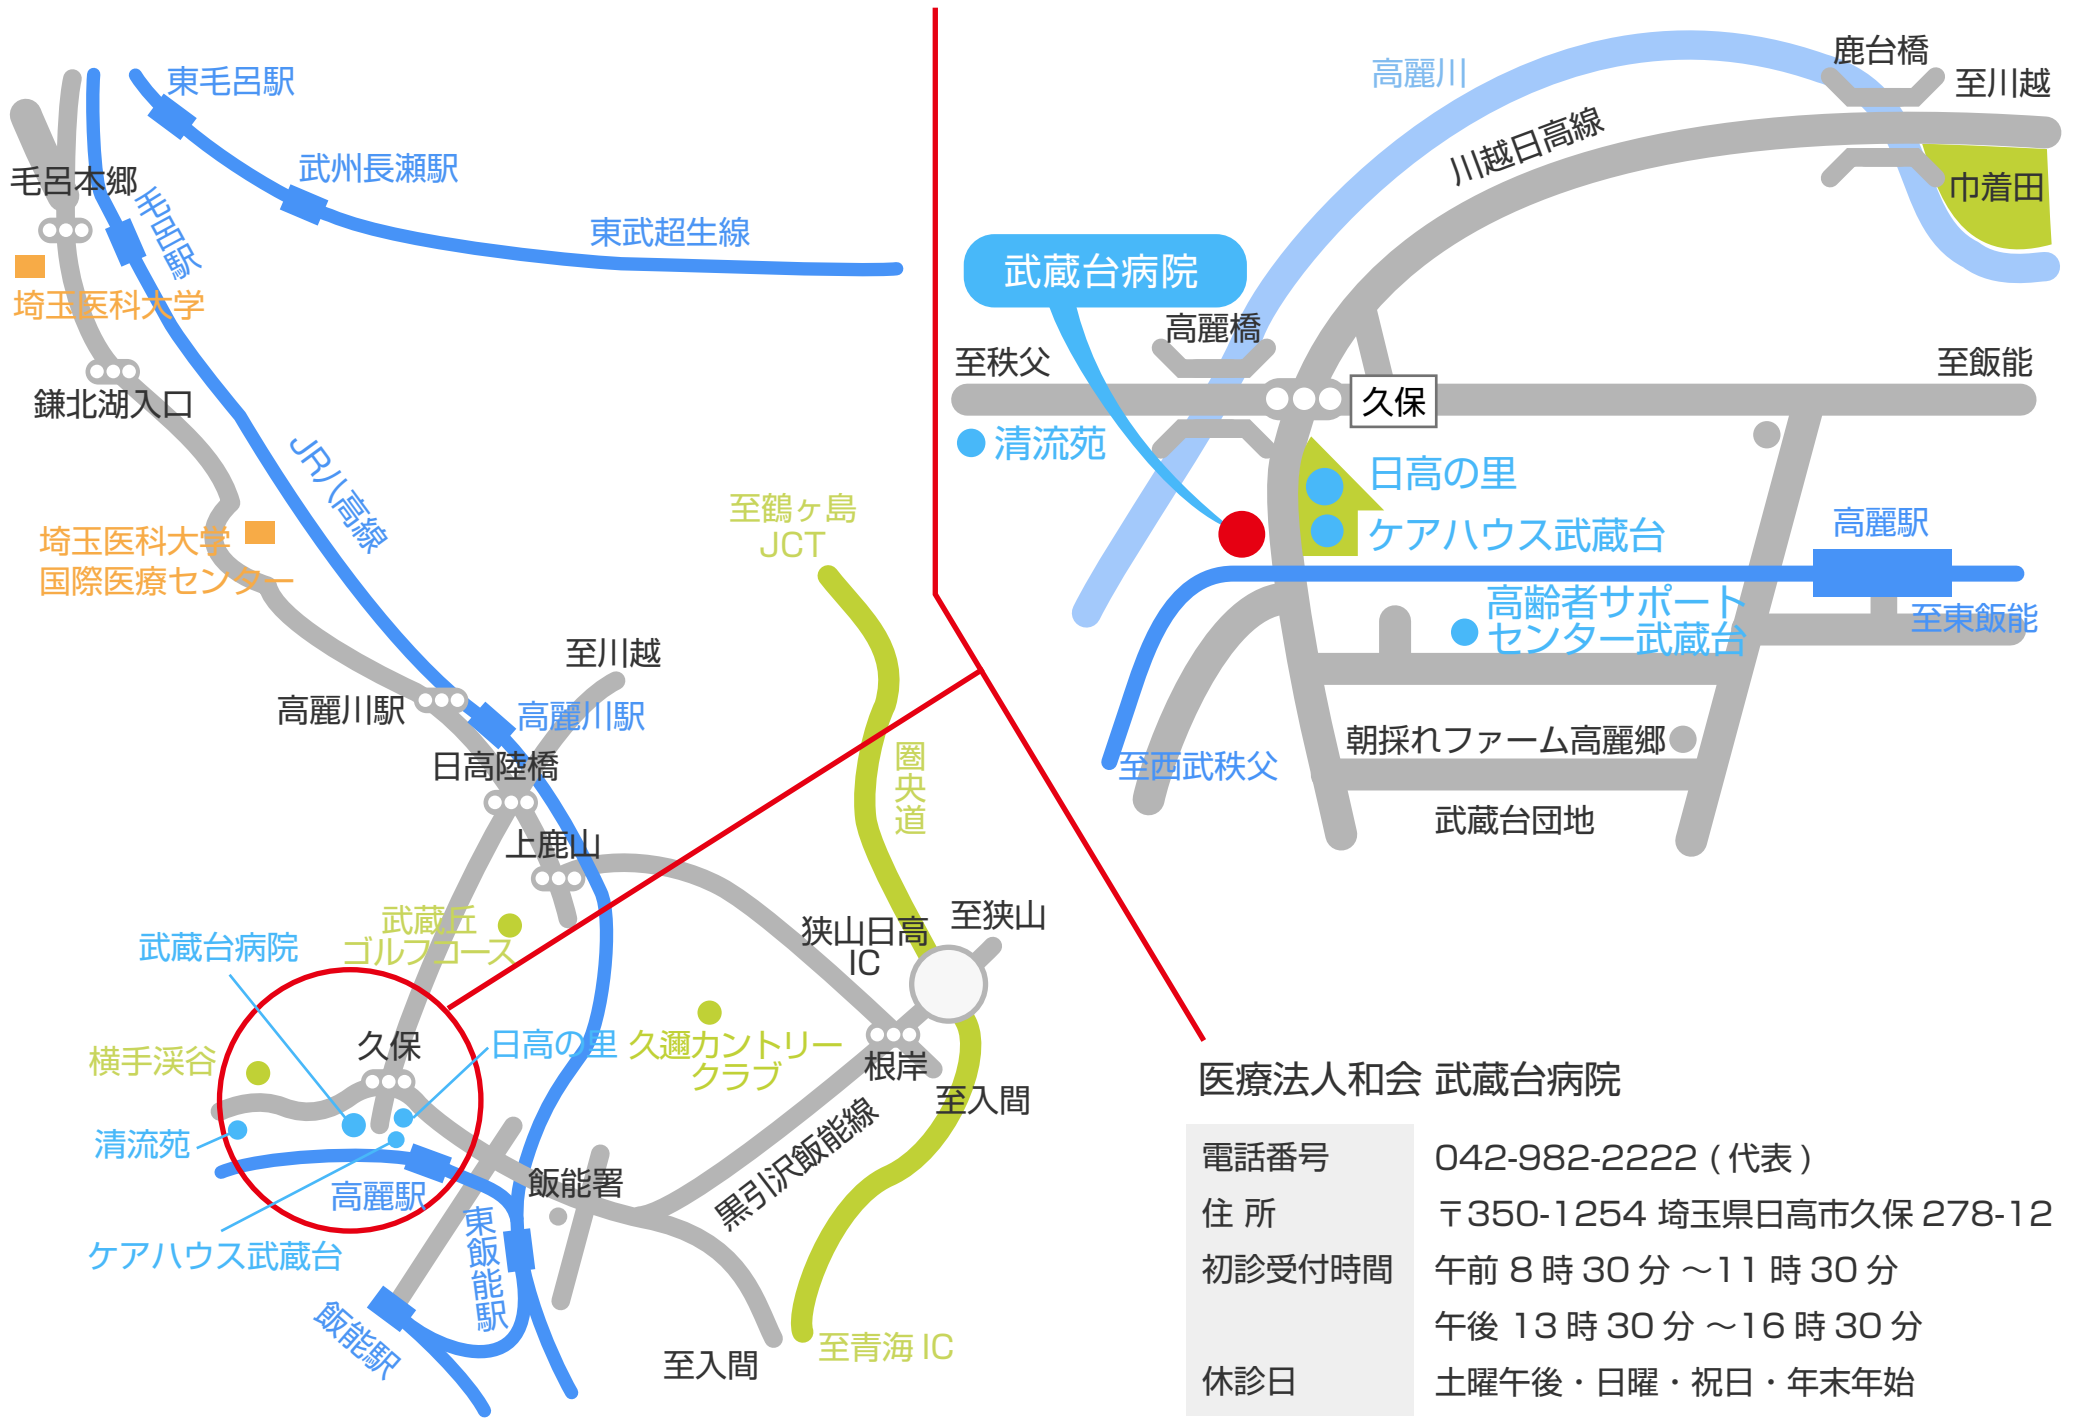 東毛呂駅
武州長瀬駅
毛呂本郷
毛呂駅
東武超生線
埼玉医科大学
鎌北湖入口
JR八高線
埼玉医科大学
国際医療センター
至鶴ヶ島
JCT
至川越
高麗川駅
高麗川駅
日高陸橋
圏央道
上鹿山
武蔵丘
ゴルフコース
武蔵台病院
狭山日高
IC
至狭山
横手渓谷
久保
日高の里
久邇カントリー
クラブ
根岸
至入間
清流苑
高麗駅
飯能署
黒引沢飯能線
ケアハウス武蔵台
東飯能駅
飯能駅
至入間
至青海 IC
高麗川
鹿台橋
至川越
川越日高線
巾着田
武蔵台病院
高麗橋
至秩父
至飯能
久保
清流苑
日高の里
ケアハウス武蔵台
高麗駅
高齢者サポート
センター武蔵台
至東飯能
至西武秩父
朝採れファーム高麗郷
武蔵台団地
医療法人和会 武蔵台病院
電話番号 042-982-2222 ( 代表 )
住 所 〒350-1254 埼玉県日高市久保 278-12
初診受付時間 午前 8 時 30 分 ～11 時 30 分
午後 13 時 30 分 ～16 時 30 分
休診日 土曜午後・日曜・祝日・年末年始